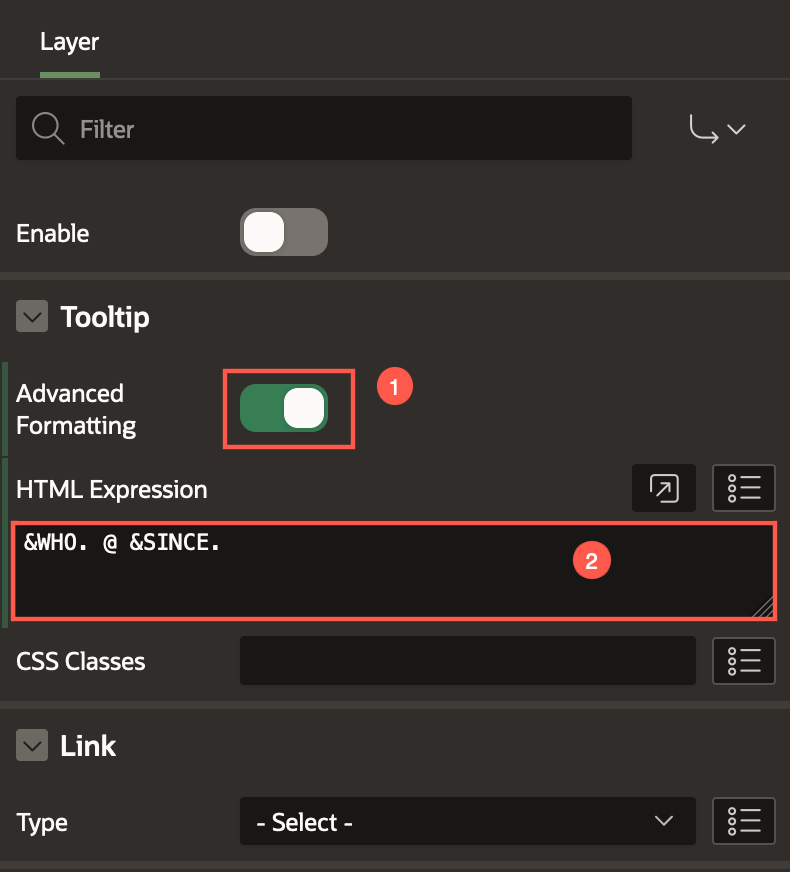 Layer
Filter
Enable
Tooltip
Advanced
Formatting
1
HTML Expression
&WHO. @ &SINCE.
2
CSS Classes
Link
Type
- Select -